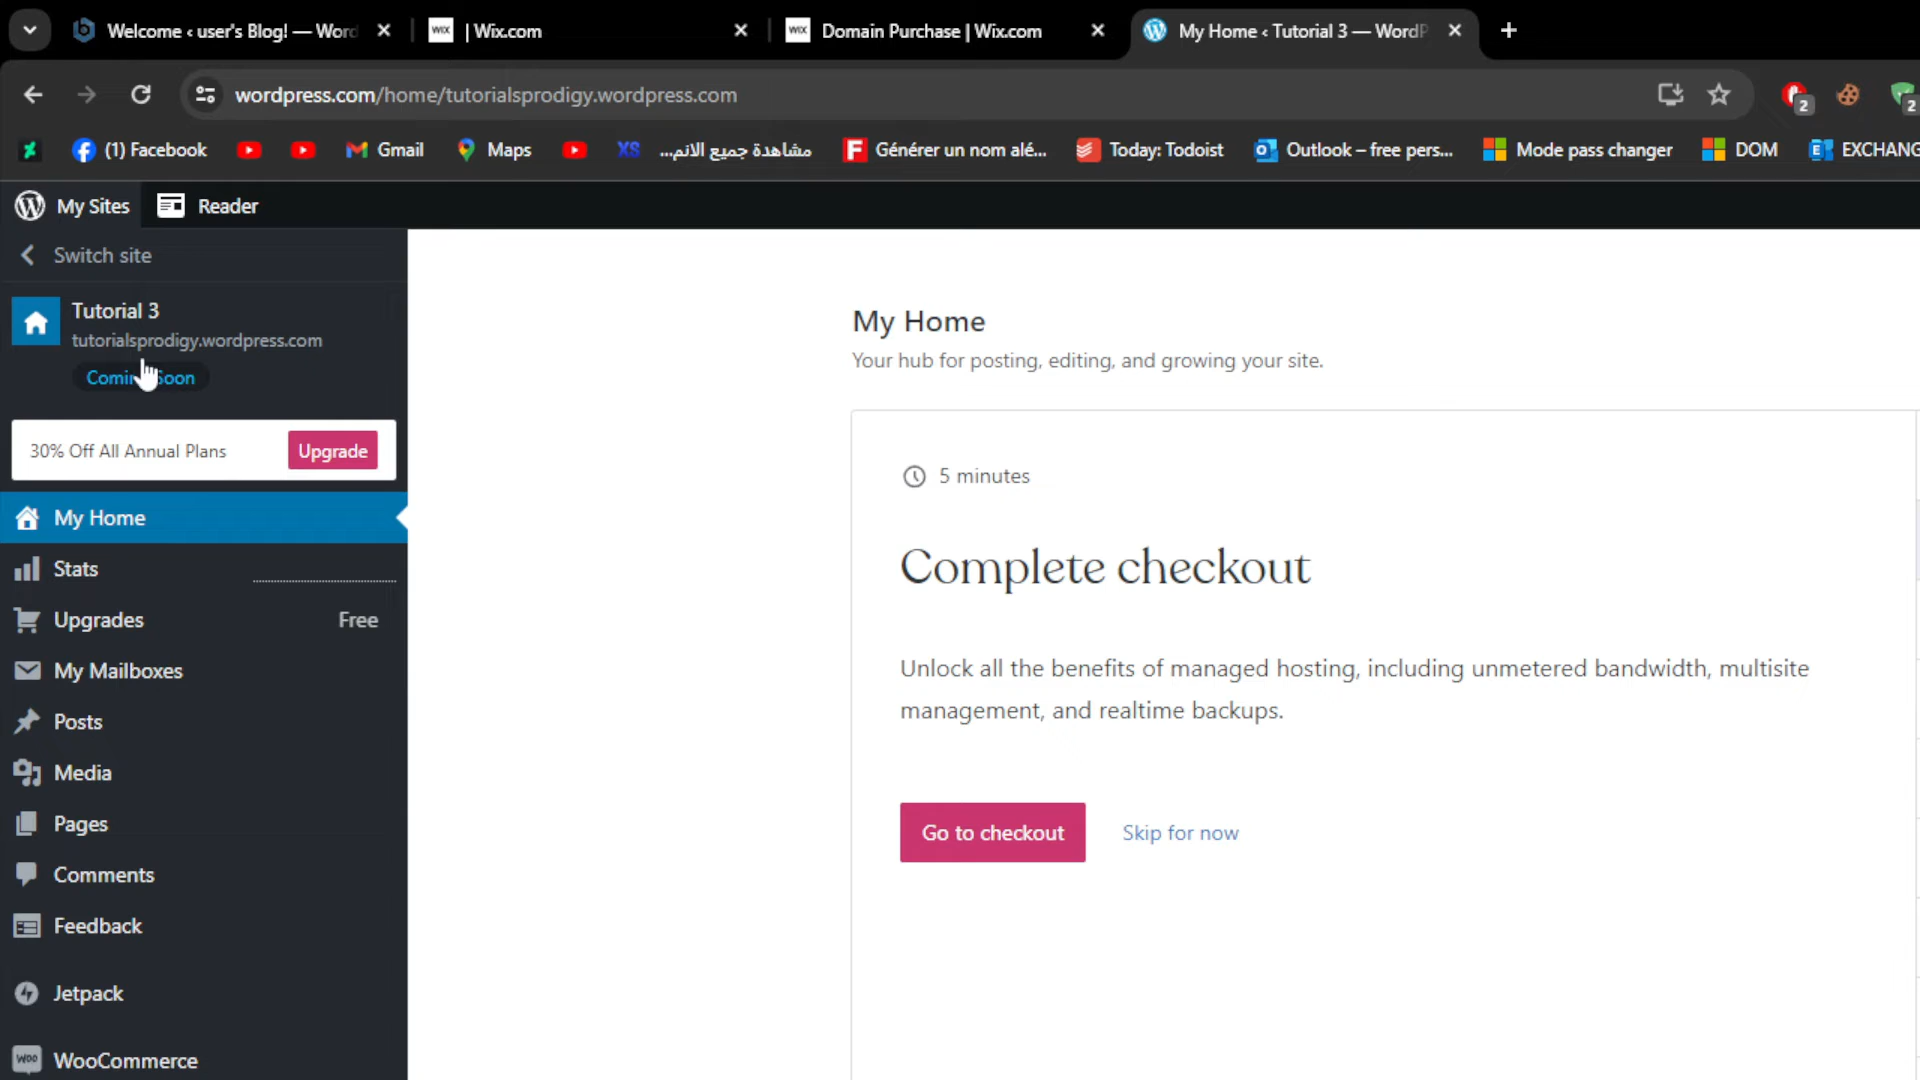 Welcome ‹ user's Blog! — Word
WIX | Wix.com
WIX Domain Purchase | Wix.com
My Home ‹ Tutorial 3 — WordP
wordpress.com/home/tutorialsprodigy.wordpress.com
2
2
(1) Facebook
Gmail
Maps
XS
مشاهدة جميع الانم...
Générer un nom alé...
Today: Todoist
Outlook – free pers...
Mode pass changer
DOM
EXCHANG
My Sites
Reader
Switch site
Tutorial 3
tutorialsprodigy.wordpress.com
Coming Soon
30% Off All Annual Plans
Upgrade
My Home
Stats
Upgrades
Free
My Mailboxes
Posts
Media
Pages
Comments
Feedback
Jetpack
WooCommerce
My Home
Your hub for posting, editing, and growing your site.
5 minutes
Complete checkout
Unlock all the benefits of managed hosting, including unmetered bandwidth, multisite
management, and realtime backups.
Go to checkout
Skip for now